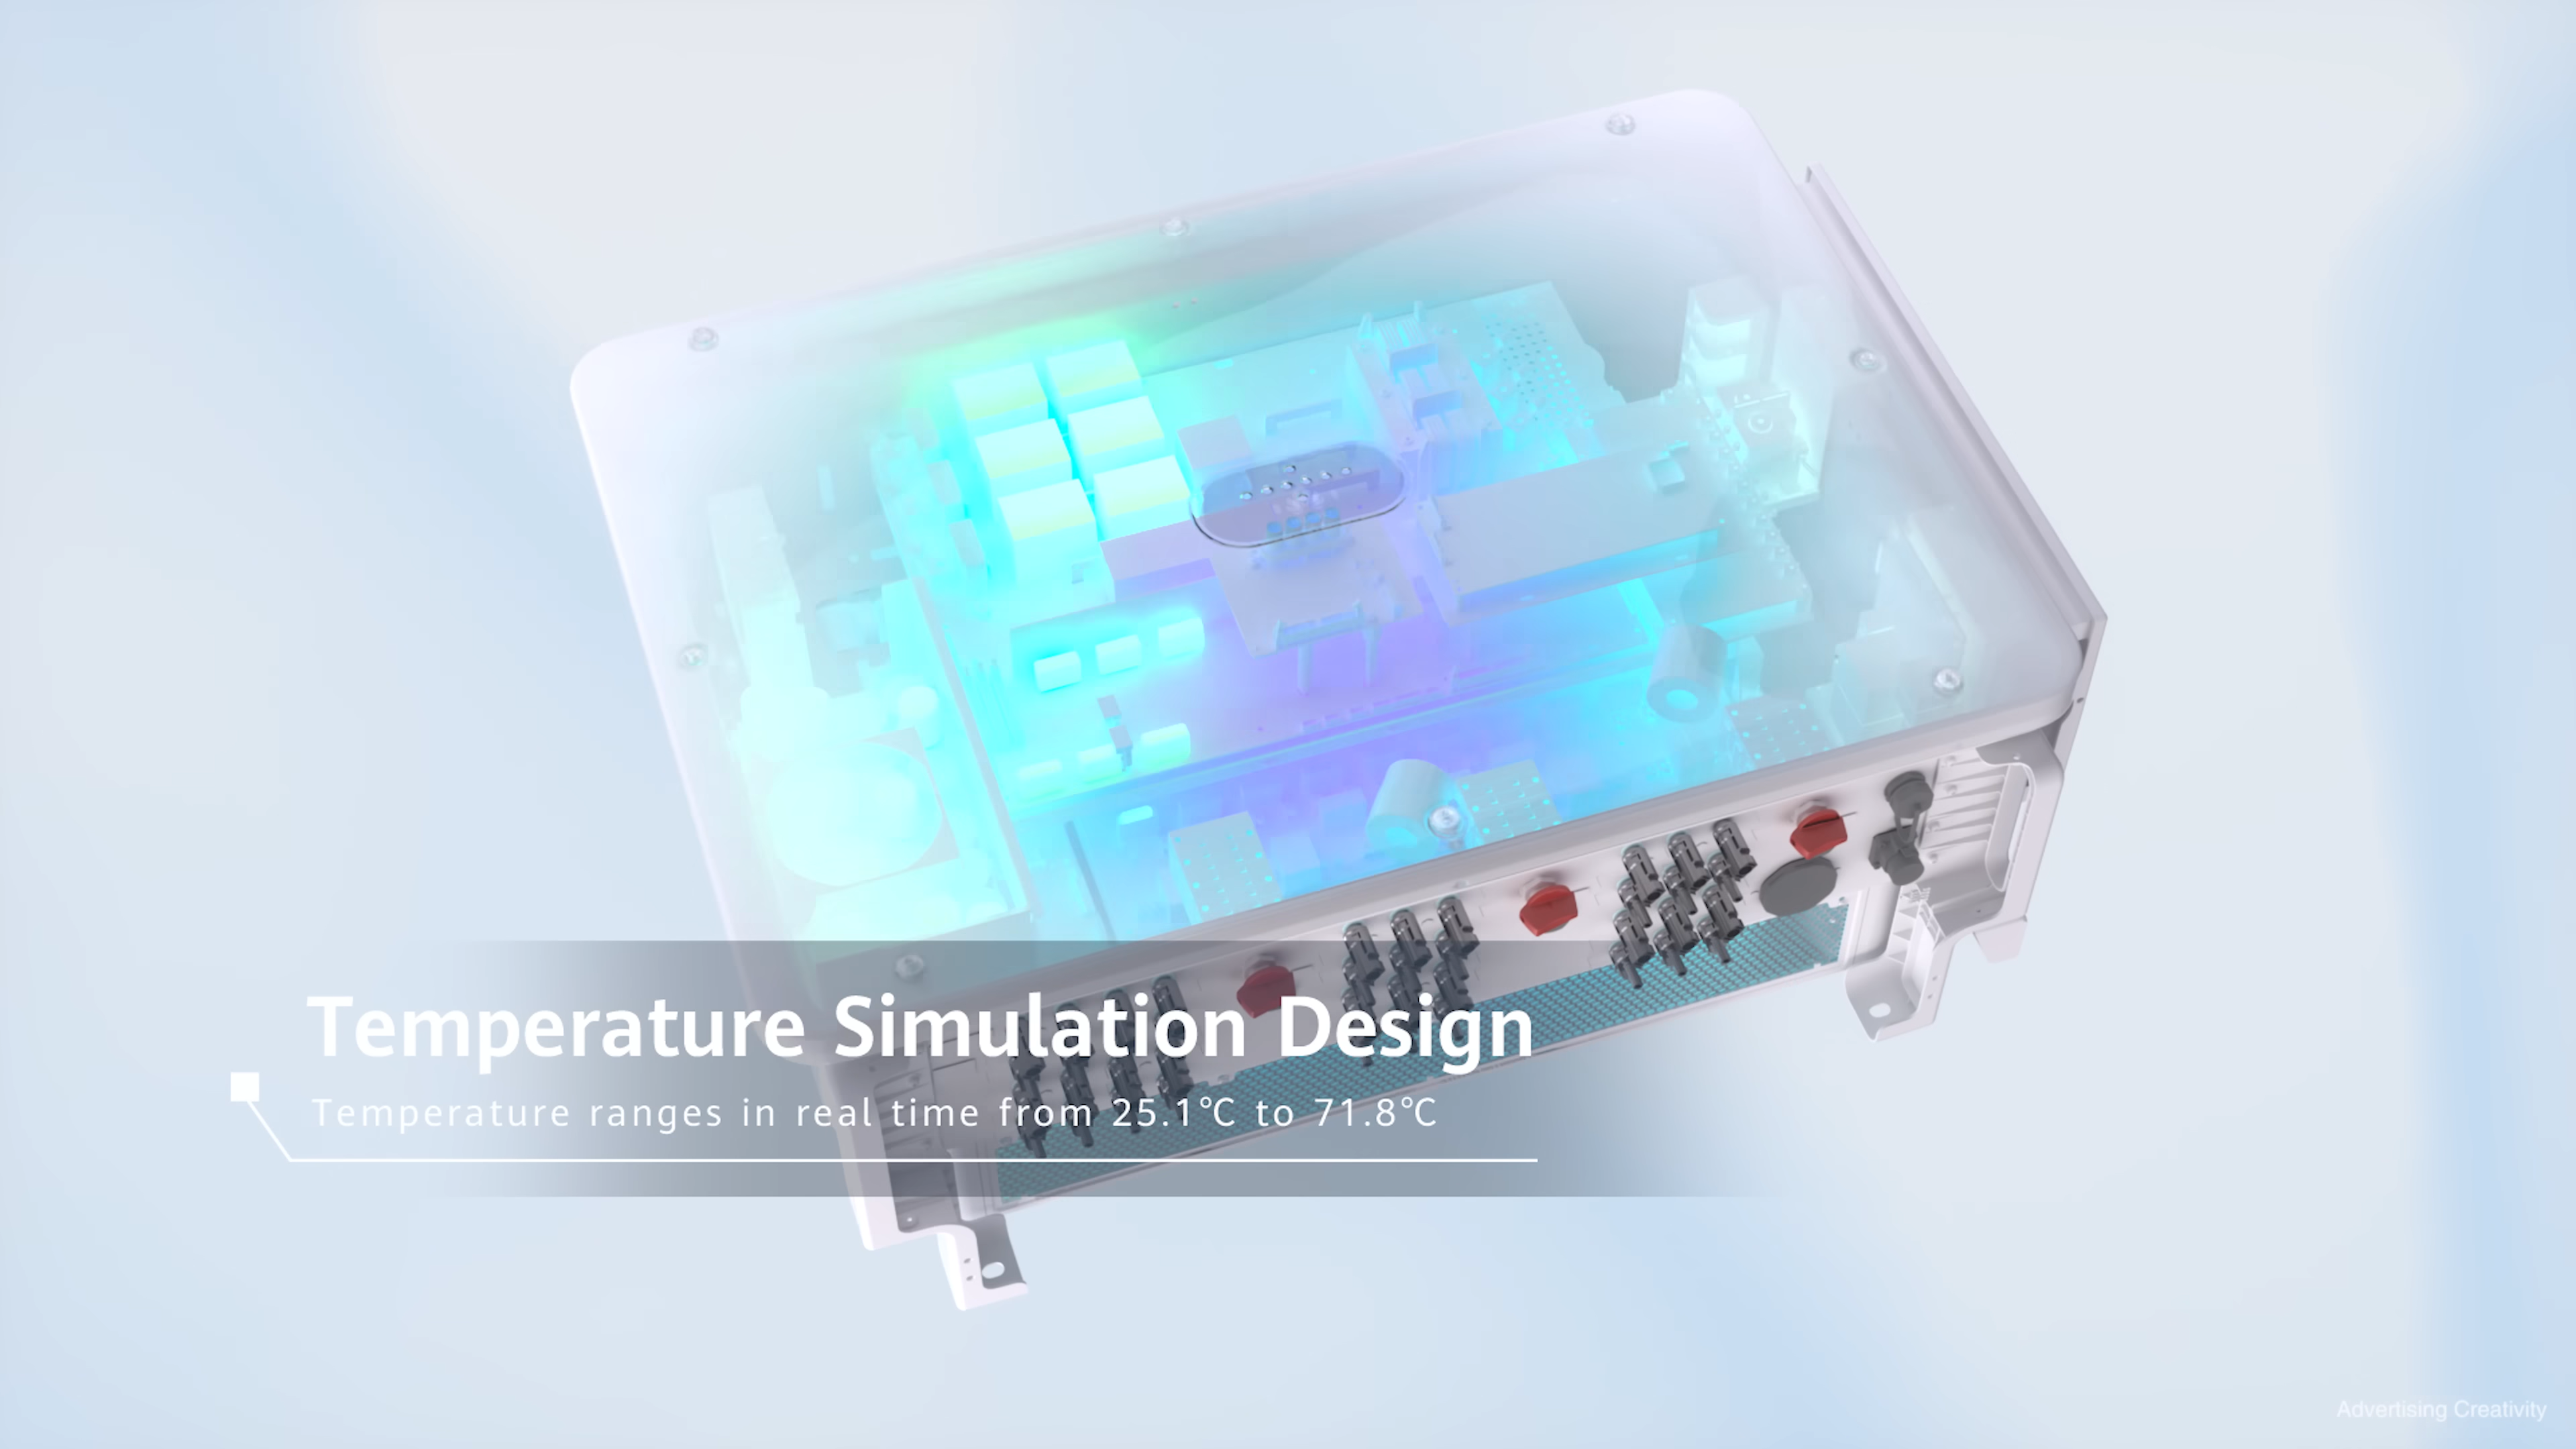 Temperature Simulation Design
Temperature ranges in real time from 25.1℃ to 71.8℃
Advertising Creativity